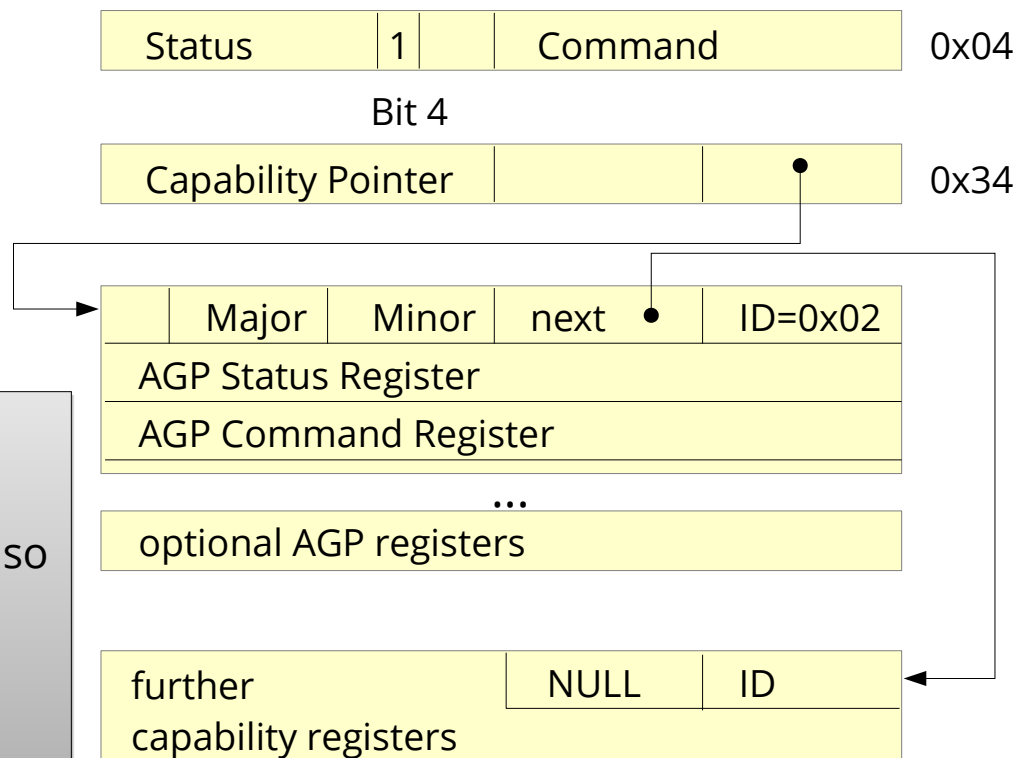 Status 1 Command 0x04
Bit 4
Capability Pointer 0x34
Major Minor next ID=0x02
AGP Status Register
AGP Command Register
...
optional AGP registers
so
further NULL ID
capability registers